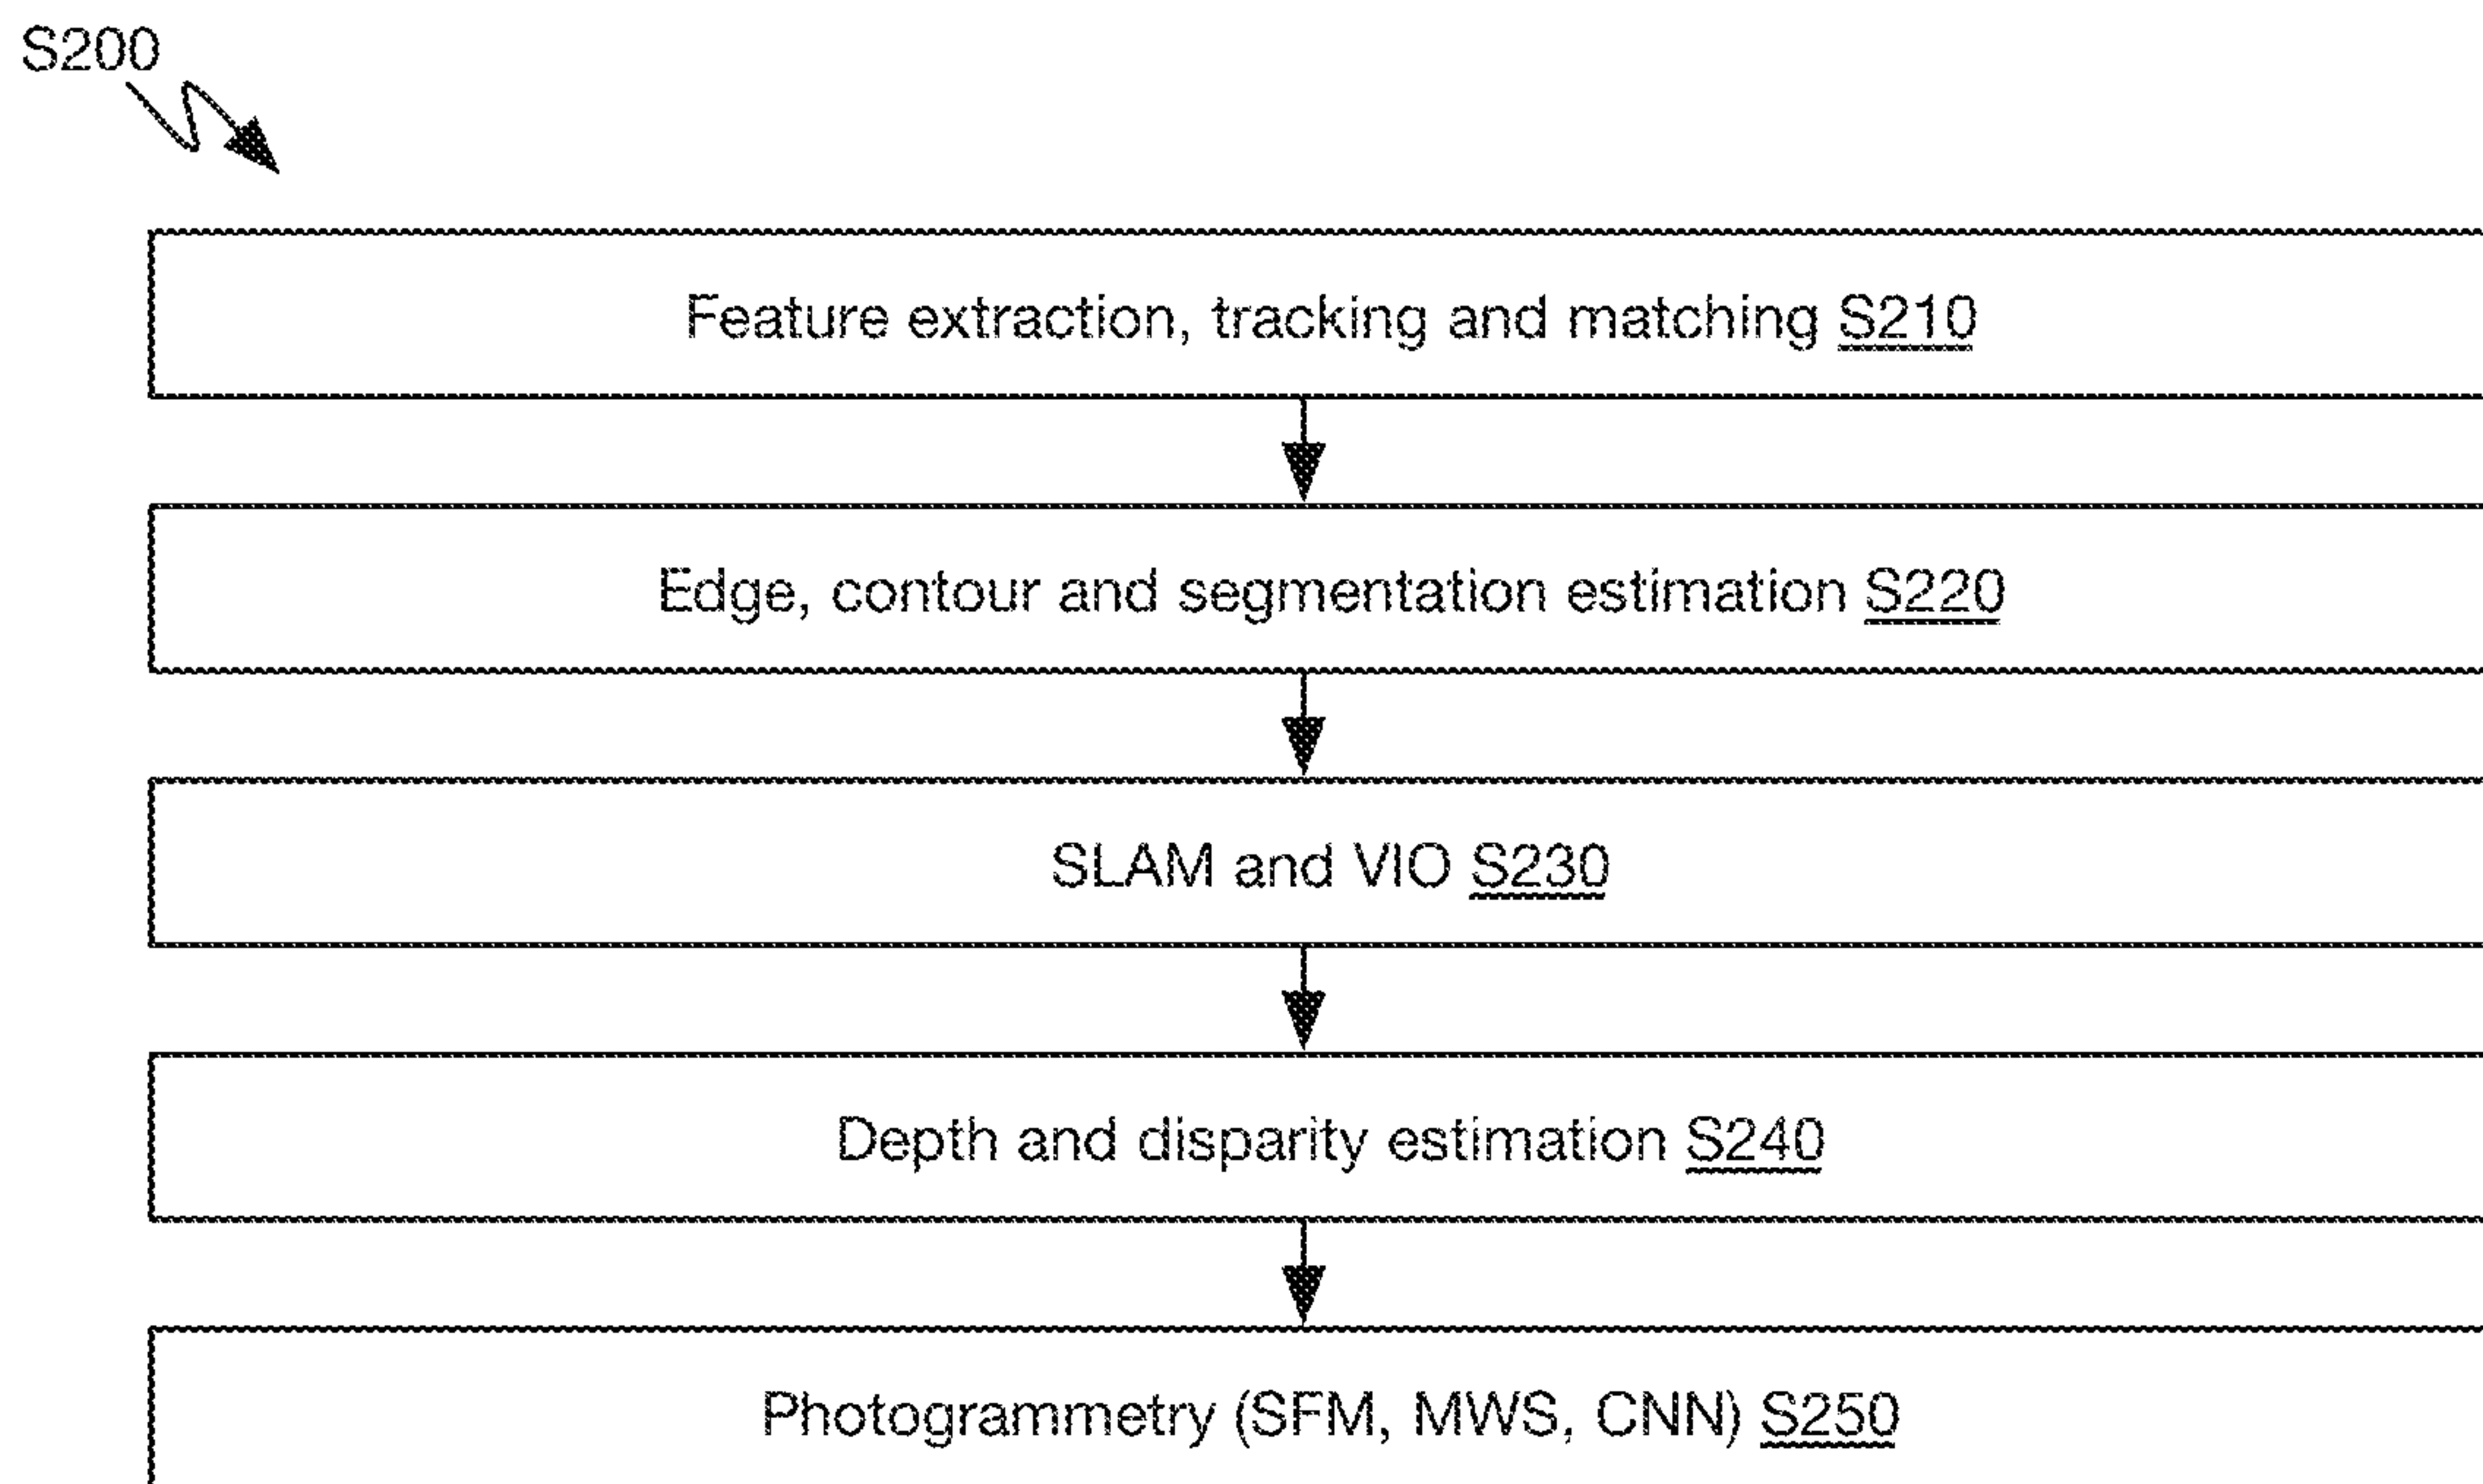 S200
Feature extraction, tracking and matching S210
Edge, contour and segmentation estimation S220
SLAM and VIO S230
Depth and disparity estimation S240
Photogrammetry (SFM, MWS, CNN) S250